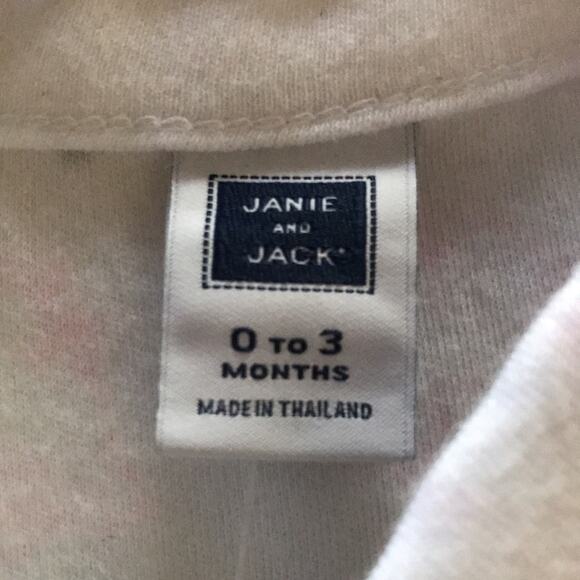 JANIE
AND
JACK®
0 TO 3
MONTHS
MADE IN THAILAND